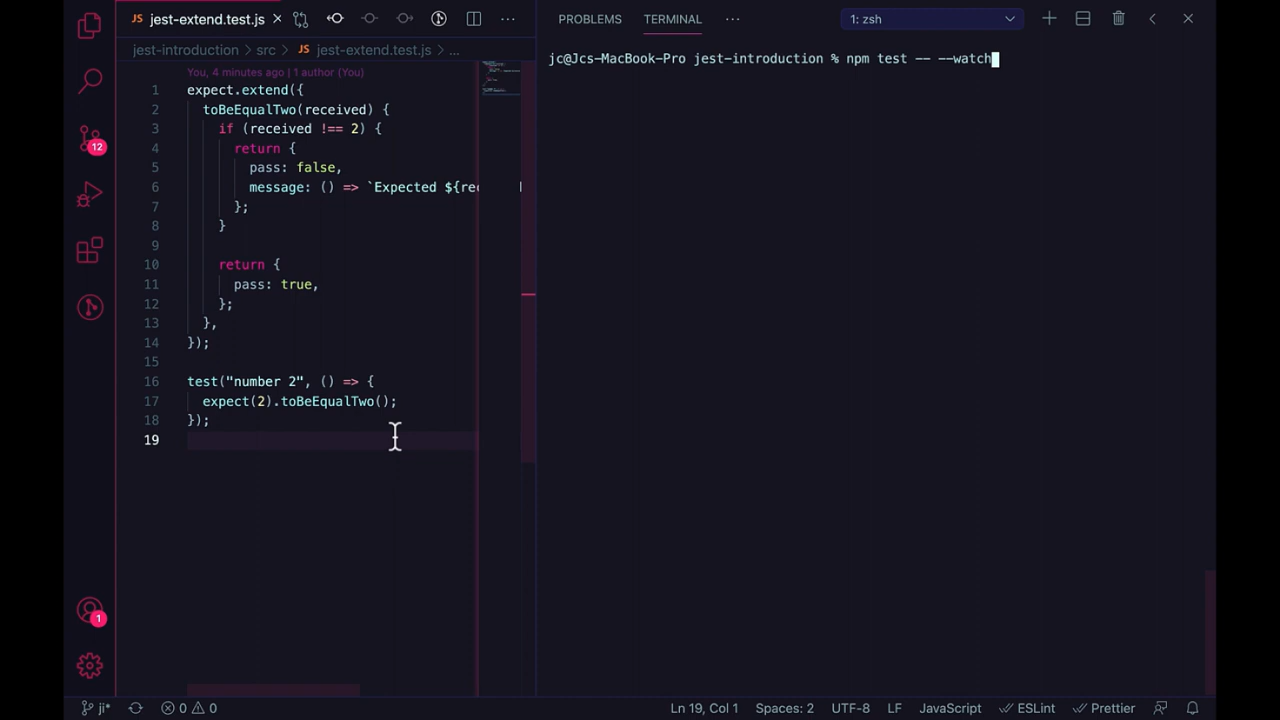 jest-extend.test.js
jest-introduction > src > jest-extend.test.js > ...
You, 4 minutes ago | 1 author (You)
1 expect.extend({
2 toBeEqualTwo(received) {
3 if (received !== 2) {
4 return {
5 pass: false,
6 message: () => `Expected ${rec
7 };
8 }
9
10 return {
11 pass: true,
12 };
13 },
14 });
15
16 test("number 2", () => {
17 expect(2).toBeEqualTwo();
18 });
19
12
1
PROBLEMS TERMINAL ... 1: zsh
jc@Jcs-MacBook-Pro jest-introduction % npm test -- --watch
ji* 0 0 Ln 19, Col 1 Spaces: 2 UTF-8 LF JavaScript ESLint Prettier